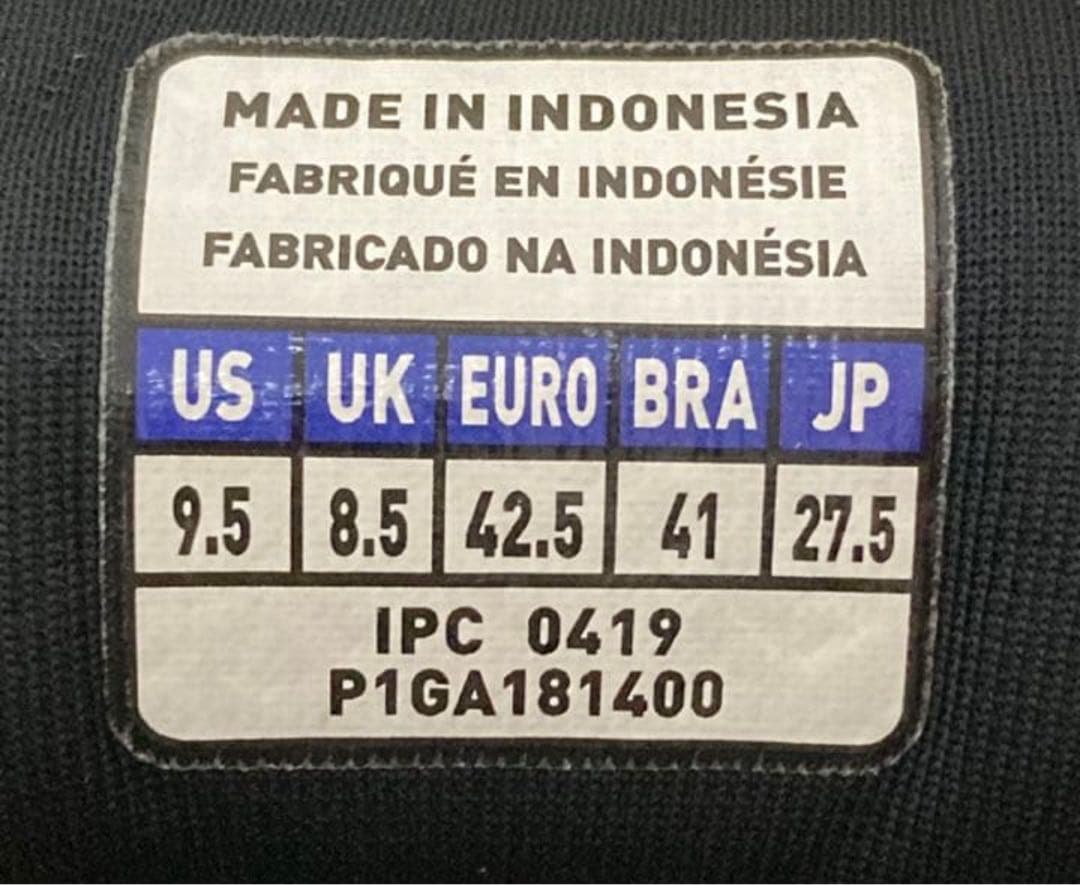 MADE IN INDONESIA
FABRIQUÉ EN INDONÉSIE
FABRICADO NA INDONÉSIA
US UK EURO BRA JP
9.5 8.5 42.5 41 27.5
IPC 0419
P1GA181400